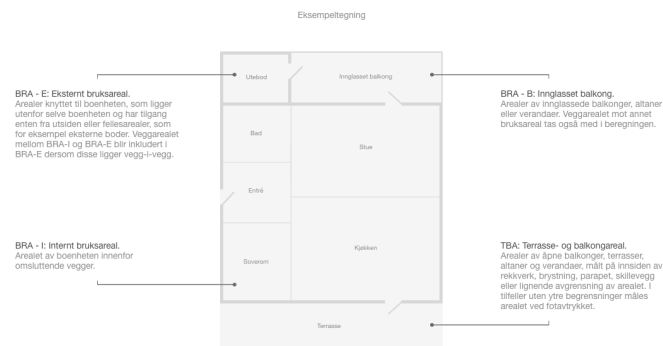 Eksempeltegning
BRA - E: Eksternt bruksareal.
Arealer knyttet til boenheten, som ligger
utenfor selve boenheten og har tilgang
enten fra utsiden eller fellesarealer, som
for eksempel eksterne boder. Veggarealet
mellom BRA-I og BRA-E blir inkludert i
BRA-E dersom disse ligger vegg-i-vegg.
BRA - I: Internt bruksareal.
Arealet av boenheten innenfor
omsluttende vegger.
Utebod
Innglasset balkong
Bad
Stue
Entré
Kjøkken
Soverom
Terrasse
BRA - B: Innglasset balkong.
Arealer av innglassede balkonger, altaner
eller verandaer. Veggarealet mot annet
bruksareal tas også med i beregningen.
TBA: Terrasse- og balkongareal.
Arealer av åpne balkonger, terrasser,
altaner og verandaer, målt på innsiden av
rekkverk, brystning, parapet, skillevegg
eller lignende avgrensning av arealet. I
tilfeller uten ytre begrensninger måles
arealet ved fotavtrykket.